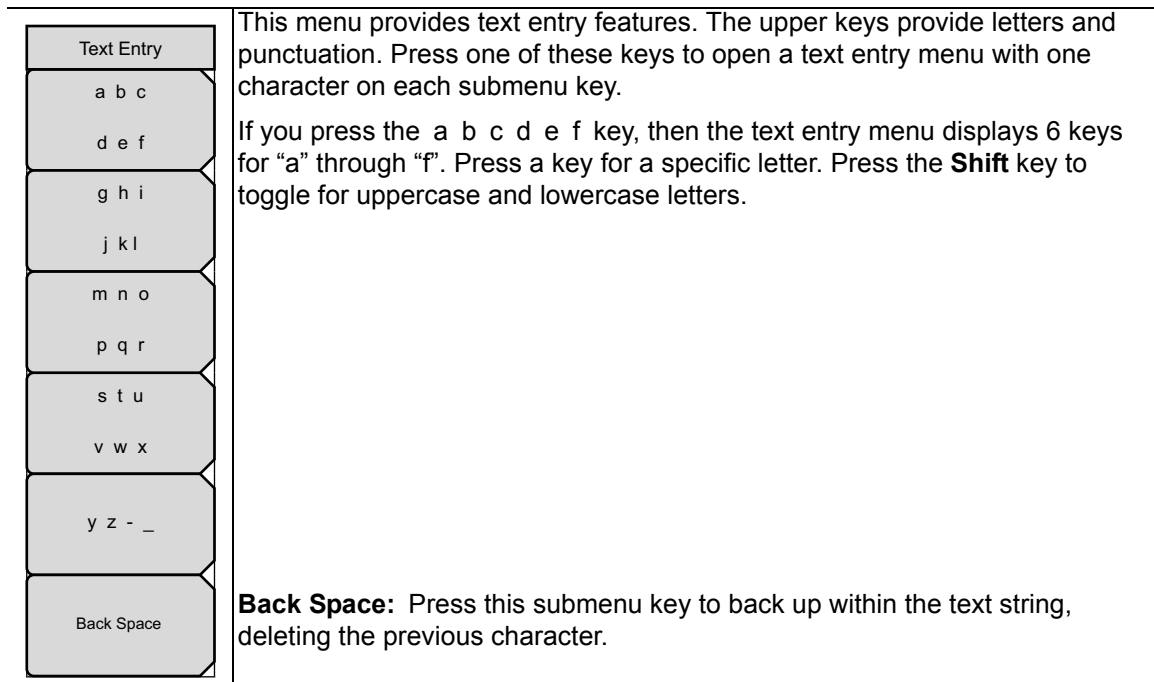 Text Entry
a b c
d e f
g h i
j k l
m n o
p q r
s t u
v w x
y z - _
Back Space
This menu provides text entry features. The upper keys provide letters and
punctuation. Press one of these keys to open a text entry menu with one
character on each submenu key.
If you press the a b c d e f key, then the text entry menu displays 6 keys
for “a” through “f”. Press a key for a specific letter. Press the Shift key to
toggle for uppercase and lowercase letters.
Back Space: Press this submenu key to back up within the text string,
deleting the previous character.